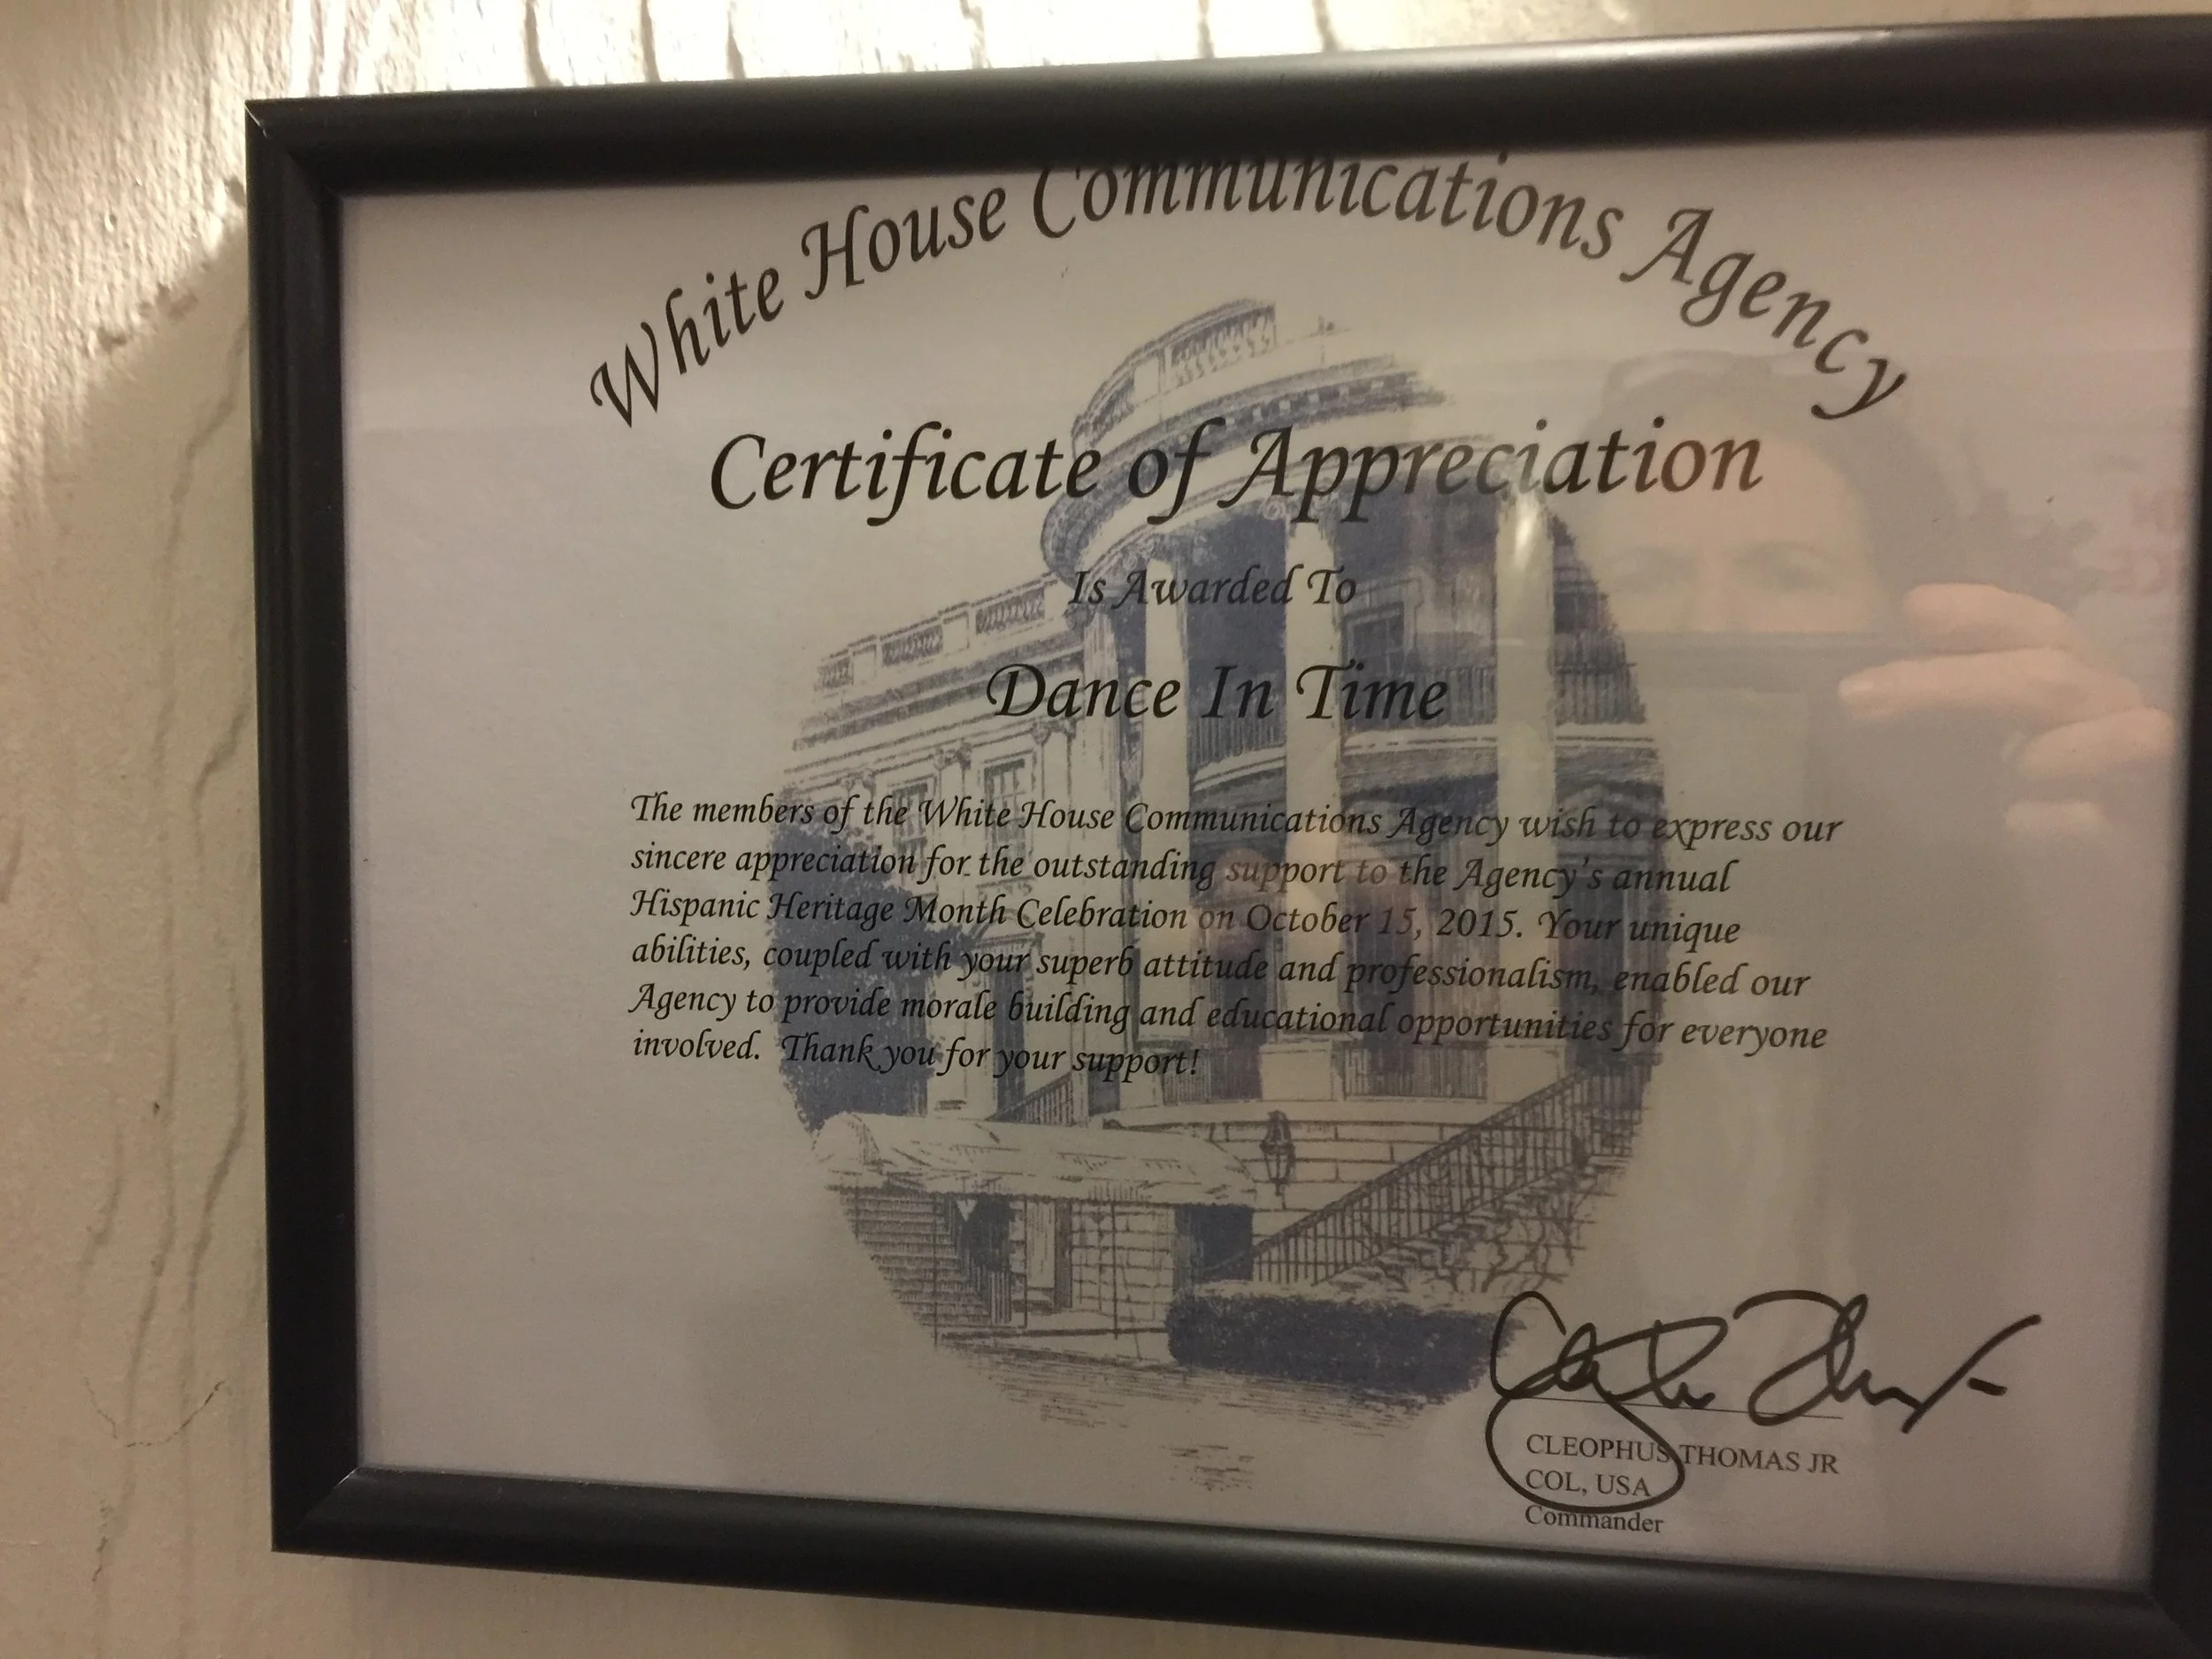 White House Communications Agency
Certificate of Appreciation
Is Awarded To
Dance In Time
The members of the White House Communications Agency wish to express our
sincere appreciation for the outstanding support to the Agency's annual
Hispanic Heritage Month Celebration on October 15, 2015. Your unique
abilities, coupled with your superb attitude and professionalism, enabled our
Agency to provide morale building and educational opportunities for everyone
involved. Thank you for your support!
CLEOPHUS THOMAS JR
COL, USA
Commander